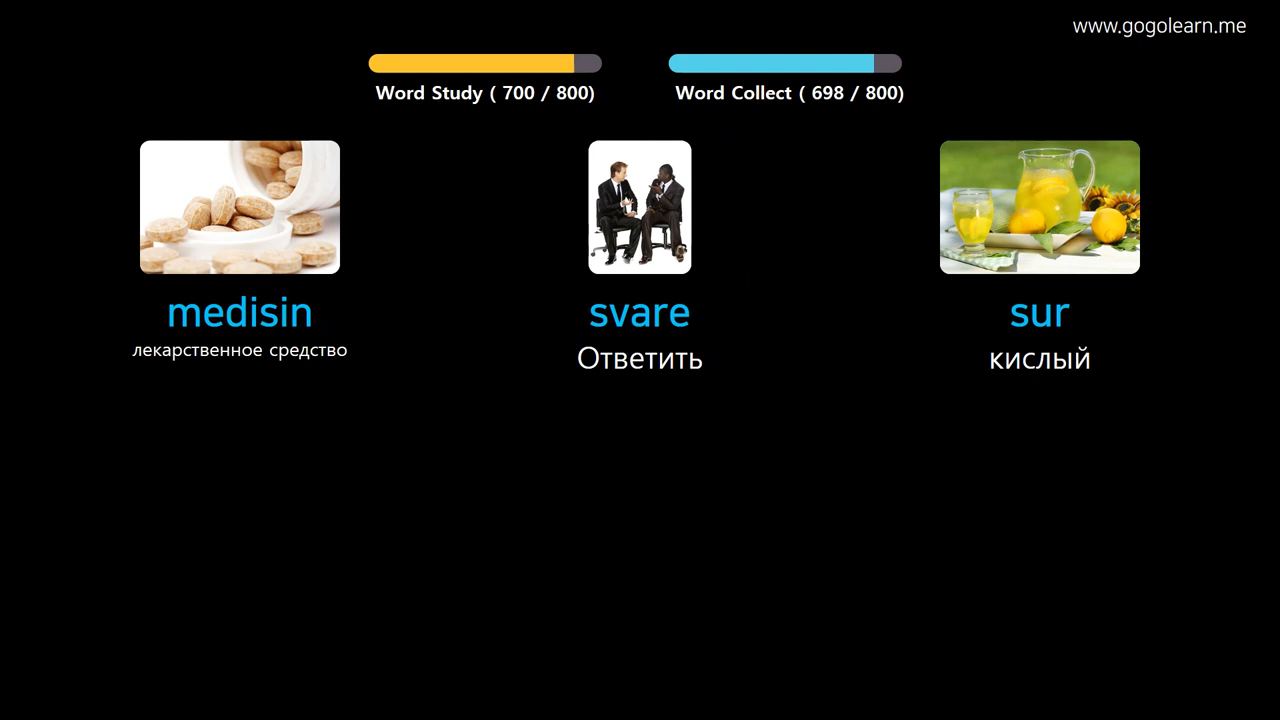 www.gogolearn.me
Word Study ( 700 / 800)
Word Collect ( 698 / 800)
medisin
лекарственное средство
svare
Ответить
sur
кислый